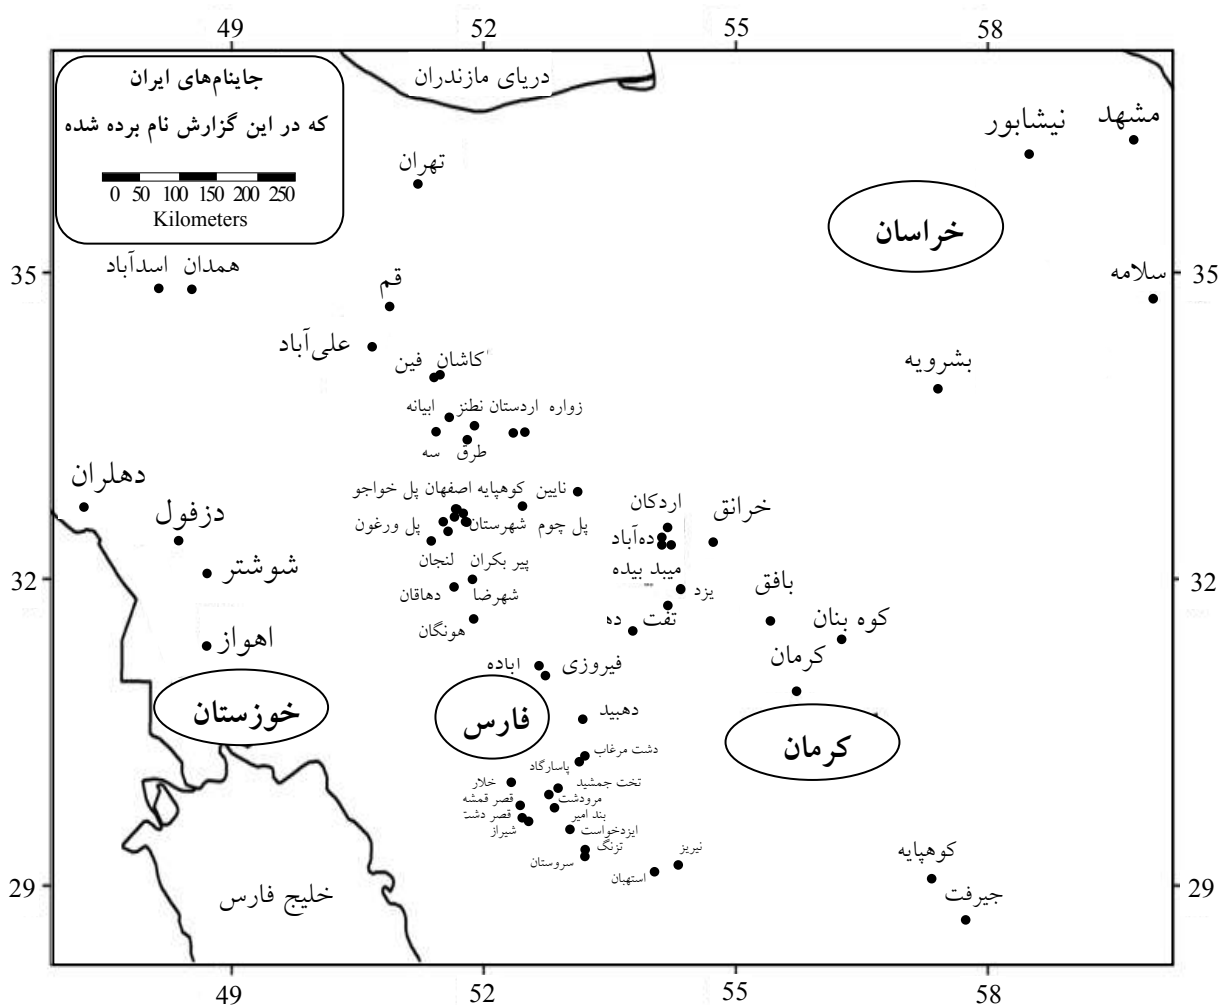 49 52 55 58
جاینام‌های ایران
که در این گزارش نام برده شده
0 50 100 150 200 250
Kilometers
دریای مازندران
مشهد
نیشابور
تهران
خراسان
35 35
همدان اسدآباد
سلامه
قم
علی‌آباد
کاشان فین
بشرویه
زواره اردستان نطنز ابیانه
طرق سه
دهلران
نایین کوهپایه اصفهان پل خواجو
اردکان
خرانق
دزفول
پل چوم شهرستان پل ورغون
ده‌آباد
شوشتر
پیر بکران لنجان
میبد بیده
32 32
شهرضا دهاقان
یزد
بافق
هونگان
تفت ده
کوه بنان
اهواز
فیروزی اباده
کرمان
خوزستان
فارس
دهبید
کرمان
دشت مرغاب
پاسارگاد
تخت جمشید
خلار
مرودشت
قصر قمشه
بند امیر
قصر دشت
ایزدخواست
شیراز
تزنگ
نیریز
سروستان
کوهپایه
استهبان
29 29
جیرفت
خلیج فارس
49 52 55 58